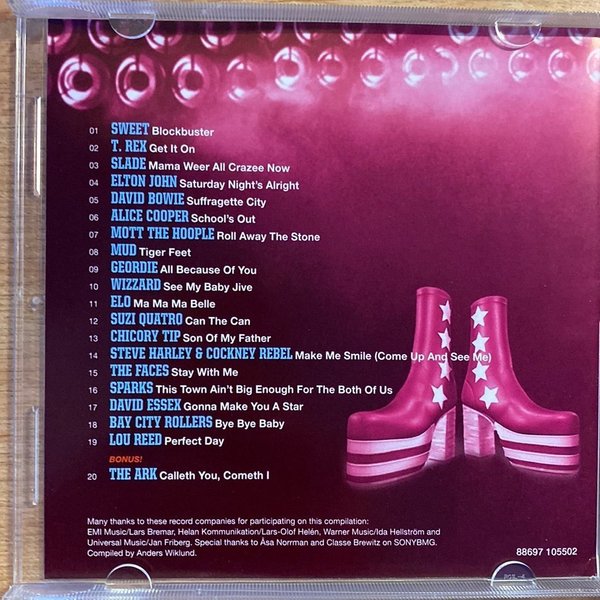 01 SWEET Blockbuster
02 T. REX Get It On
03 SLADE Mama Weer All Crazee Now
04 ELTON JOHN Saturday Night's Alright
05 DAVID BOWIE Suffragette City
06 ALICE COOPER School's Out
07 MOTT THE HOOPLE Roll Away The Stone
08 MUD Tiger Feet
09 GEORDIE All Because Of You
10 WIZZARD See My Baby Jive
11 ELO Ma Ma Ma Belle
12 SUZI QUATRO Can The Can
13 CHICORY TIP Son Of My Father
14 STEVE HARLEY & COCKNEY REBEL Make Me Smile (Come Up And See Me)
15 THE FACES Stay With Me
16 SPARKS This Town Ain't Big Enough For The Both Of Us
17 DAVID ESSEX Gonna Make You A Star
18 BAY CITY ROLLERS Bye Bye Baby
19 LOU REED Perfect Day
BONUS!
20 THE ARK Calleth You, Cometh I
Many thanks to these record companies for participating on this compilation:
EMI Music/Lars Bremar, Helan Kommunikation/Lars-Olof Helén, Warner Music/Ida Hellström and
Universal Music/Jan Friberg. Special thanks to Åsa Norrman and Classe Brewitz on SONYBMG.
Compiled by Anders Wiklund.
88697 105502